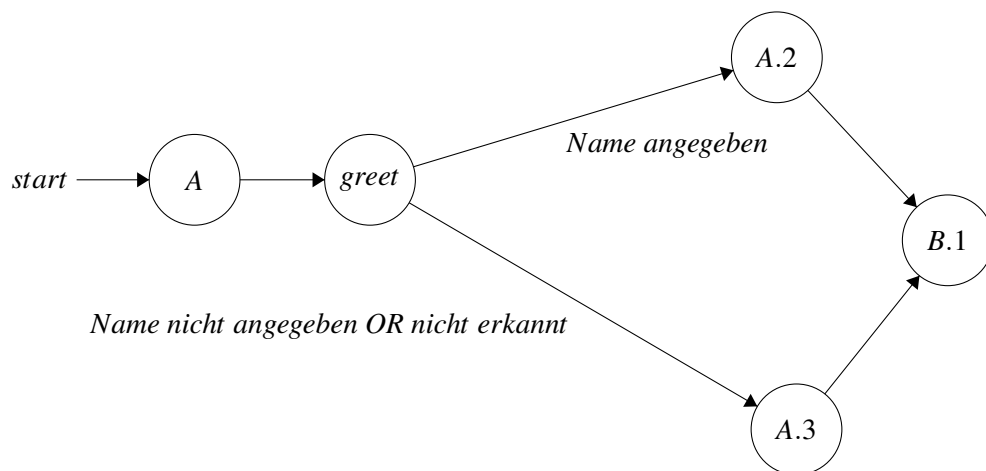 A.2
Name angegeben
start
A
greet
B.1
Name nicht angegeben OR nicht erkannt
A.3